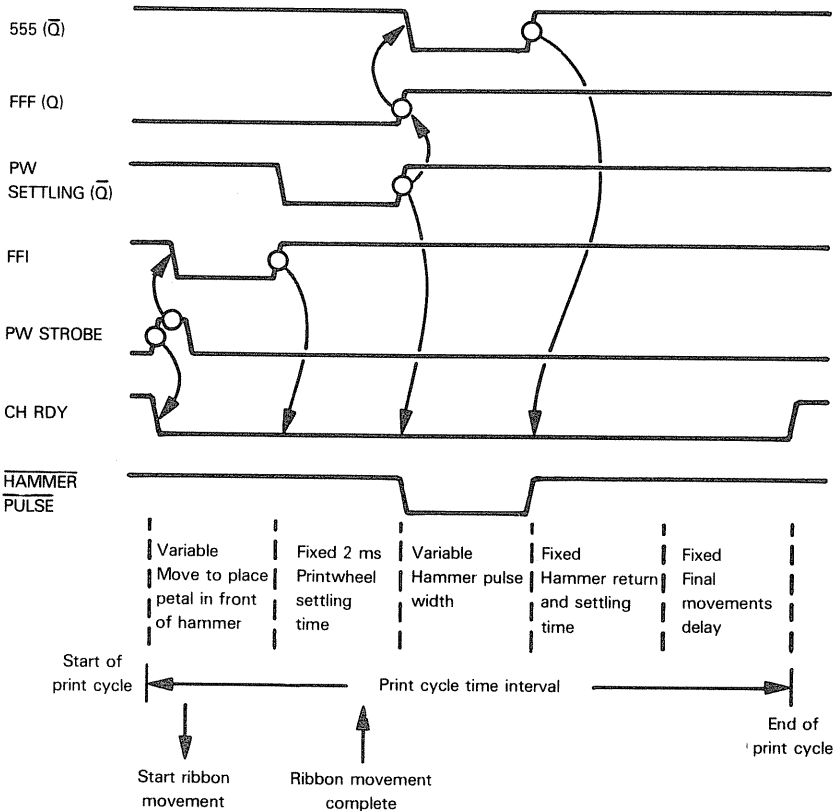 555 (Q̅)
FFF (Q)
PW
SETTLING (Q̅)
FFI
PW STROBE
CH RDY
HAMMER
PULSE
Variable
Move to place
petal in front
of hammer
Fixed 2 ms
Printwheel
settling
time
Variable
Hammer pulse
width
Fixed
Hammer return
and settling
time
Fixed
Final
movements
delay
Start of
print cycle
Print cycle time interval
End of
print cycle
Start ribbon
movement
Ribbon movement
complete